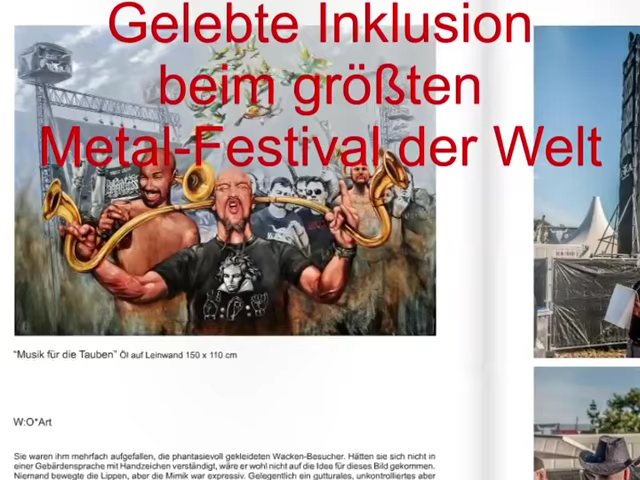 Gelebte Inklusion
beim größten
Metal-Festival der Welt
"Musik für die Tauben" Öl auf Leinwand 150 x 110 cm
W:O*Art
Sie waren ihm mehrfach aufgefallen, die phantasievoll gekleideten Wacken-Besucher. Hätten sie sich nicht in
einer Gebärdensprache mit Handzeichen verständigt, wäre er wohl nicht auf die Idee für dieses Bild gekommen.
Niemand bewegte die Lippen, aber die Mimik war expressiv. Gelegentlich ein gutturales, unkontrolliertes aber